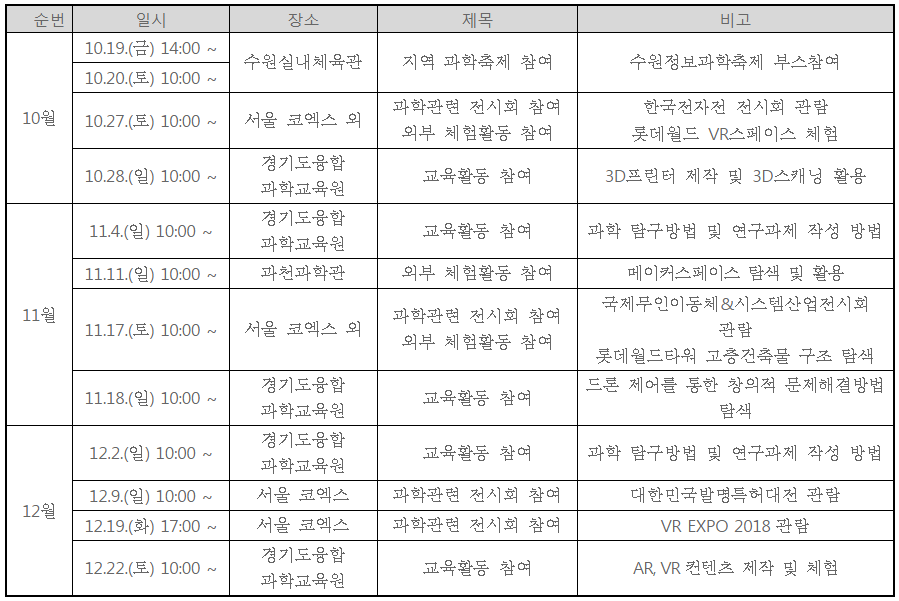 순번 일시 장소 제목 비고
10월
10.19.(금) 14:00 ~
10.20.(토) 10:00 ~
수원실내체육관
지역 과학축제 참여
수원정보과학축제 부스참여
10.27.(토) 10:00 ~
서울 코엑스 외
과학관련 전시회 참여
외부 체험활동 참여
한국전자전 전시회 관람
롯데월드 VR스페이스 체험
10.28.(일) 10:00 ~
경기도융합
과학교육원
교육활동 참여
3D프린터 제작 및 3D스캐닝 활용
11월
11.4.(일) 10:00 ~
경기도융합
과학교육원
교육활동 참여
과학 탐구방법 및 연구과제 작성 방법
11.11.(일) 10:00 ~
과천과학관
외부 체험활동 참여
메이커스페이스 탐색 및 활용
11.17.(토) 10:00 ~
서울 코엑스 외
과학관련 전시회 참여
외부 체험활동 참여
국제무인이동체&시스템산업전시회
관람
롯데월드타워 고층건축물 구조 탐색
11.18.(일) 10:00 ~
경기도융합
과학교육원
교육활동 참여
드론 제어를 통한 창의적 문제해결방법
탐색
12월
12.2.(일) 10:00 ~
경기도융합
과학교육원
교육활동 참여
과학 탐구방법 및 연구과제 작성 방법
12.9.(일) 10:00 ~
서울 코엑스
과학관련 전시회 참여
대한민국발명특허대전 관람
12.19.(화) 17:00 ~
서울 코엑스
과학관련 전시회 참여
VR EXPO 2018 관람
12.22.(토) 10:00 ~
경기도융합
과학교육원
교육활동 참여
AR, VR 컨텐츠 제작 및 체험